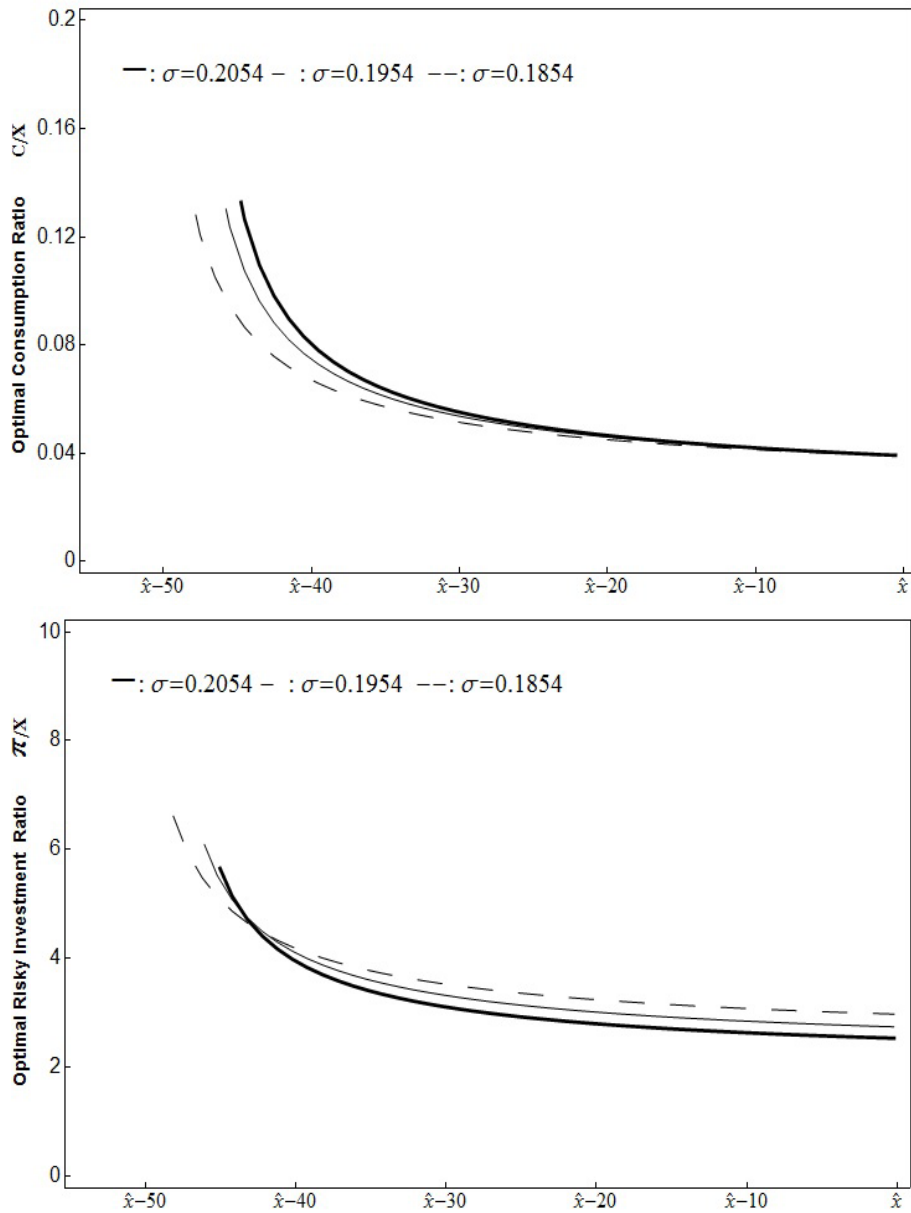 0.2
—: σ=0.2054 – : σ=0.1954 ––: σ=0.1854
0.16
0.12
0.08
0.04
0
Optimal Consumption Ratio C/X
x̂−50 x̂−40 x̂−30 x̂−20 x̂−10 x̂
10
—: σ=0.2054 – : σ=0.1954 ––: σ=0.1854
8
6
4
2
0
Optimal Risky Investment Ratio π/X
x̂−50 x̂−40 x̂−30 x̂−20 x̂−10 x̂